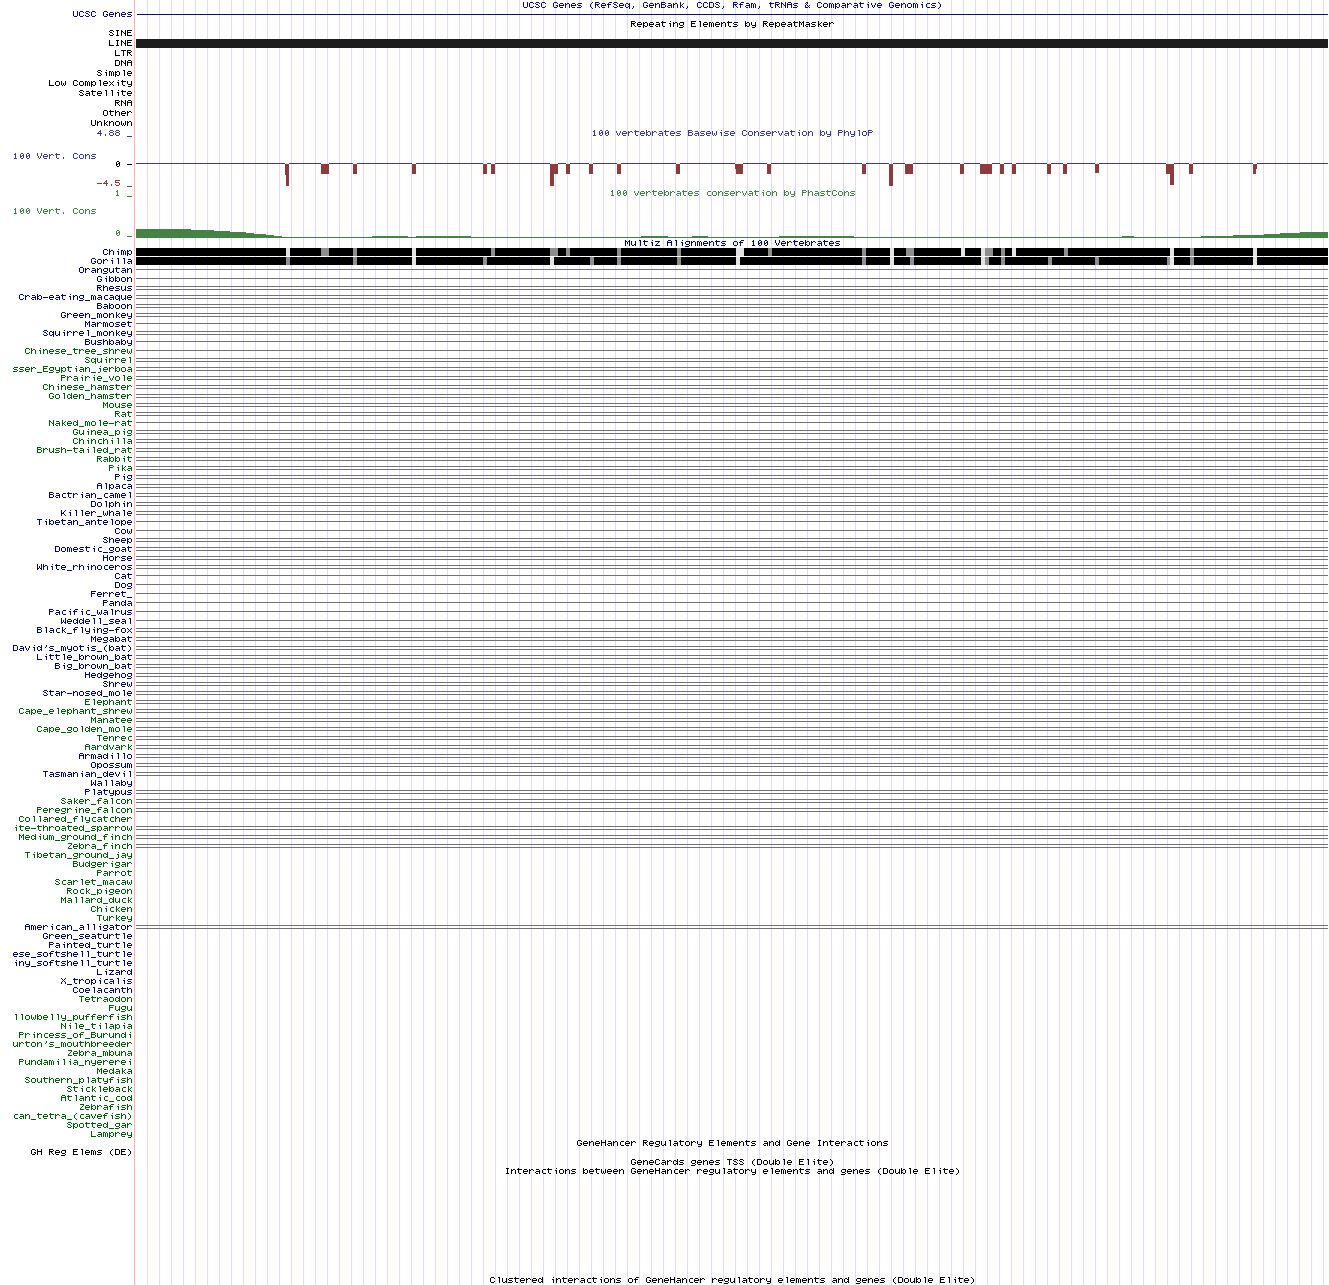 UCSC Genes (RefSeq, GenBank, CCDS, Rfam, tRNAs & Comparative Genomics)
UCSC Genes
Repeating Elements by RepeatMasker
SINE
LINE
LTR
DNA
Simple
Low Complexity
Satellite
RNA
Other
Unknown
4.88 _
100 vertebrates Basewise Conservation by PhyloP
100 Vert. Cons
0 -
-4.5 _
100 vertebrates conservation by PhastCons
1 _
100 Vert. Cons
0 _
Multiz Alignments of 100 Vertebrates
Chimp
Gorilla
Orangutan
Gibbon
Rhesus
Crab-eating_macaque
Baboon
Green_monkey
Marmoset
Squirrel_monkey
Bushbaby
Chinese_tree_shrew
Squirrel
sser_Egyptian_jerboa
Prairie_vole
Chinese_hamster
Golden_hamster
Mouse
Rat
Naked_mole-rat
Guinea_pig
Chinchilla
Brush-tailed_rat
Rabbit
Pika
Pig
Alpaca
Bactrian_camel
Dolphin
Killer_whale
Tibetan_antelope
Cow
Sheep
Domestic_goat
Horse
White_rhinoceros
Cat
Dog
Ferret_
Panda
Pacific_walrus
Weddell_seal
Black_flying-fox
Megabat
David's_myotis_(bat)
Little_brown_bat
Big_brown_bat
Hedgehog
Shrew
Star-nosed_mole
Elephant
Cape_elephant_shrew
Manatee
Cape_golden_mole
Tenrec
Aardvark
Armadillo
Opossum
Tasmanian_devil
Wallaby
Platypus
Saker_falcon
Peregrine_falcon
Collared_flycatcher
ite-throated_sparrow
Medium_ground_finch
Zebra_finch
Tibetan_ground_jay
Budgerigar
Parrot
Scarlet_macaw
Rock_pigeon
Mallard_duck
Chicken
Turkey
American_alligator
Green_seaturtle
Painted_turtle
ese_softshell_turtle
iny_softshell_turtle
Lizard
X_tropicalis
Coelacanth
Tetraodon
Fugu
llowbelly_pufferfish
Nile_tilapia
Princess_of_Burundi
urton's_mouthbreeder
Zebra_mbuna
Pundamilia_nyererei
Medaka
Southern_platyfish
Stickleback
Atlantic_cod
Zebrafish
can_tetra_(cavefish)
Spotted_gar
Lamprey
GeneHancer Regulatory Elements and Gene Interactions
GH Reg Elems (DE)
GeneCards genes TSS (Double Elite)
Interactions between GeneHancer regulatory elements and genes (Double Elite)
Clustered interactions of GeneHancer regulatory elements and genes (Double Elite)